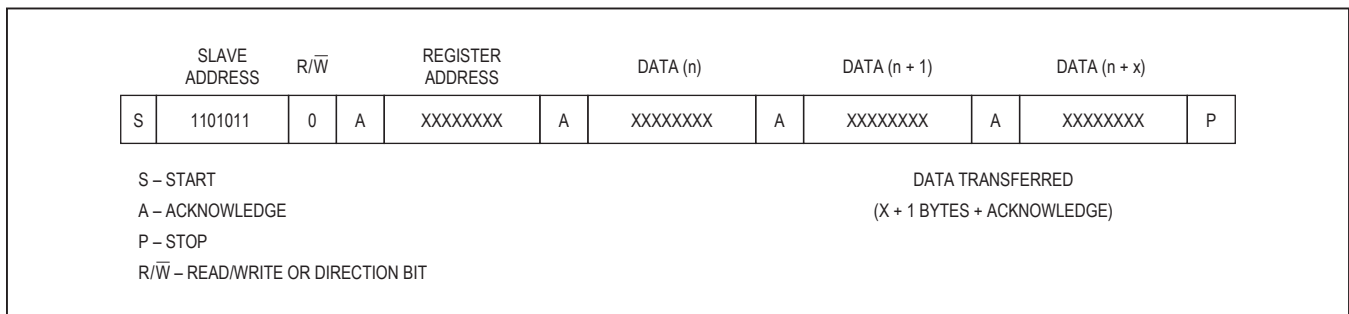 SLAVE ADDRESS R/W̅ REGISTER ADDRESS DATA (n) DATA (n + 1) DATA (n + x)
S 1101011 0 A XXXXXXXX A XXXXXXXX A XXXXXXXX A XXXXXXXX P
S – START
A – ACKNOWLEDGE
P – STOP
R/W̅ – READ/WRITE OR DIRECTION BIT
DATA TRANSFERRED
(X + 1 BYTES + ACKNOWLEDGE)